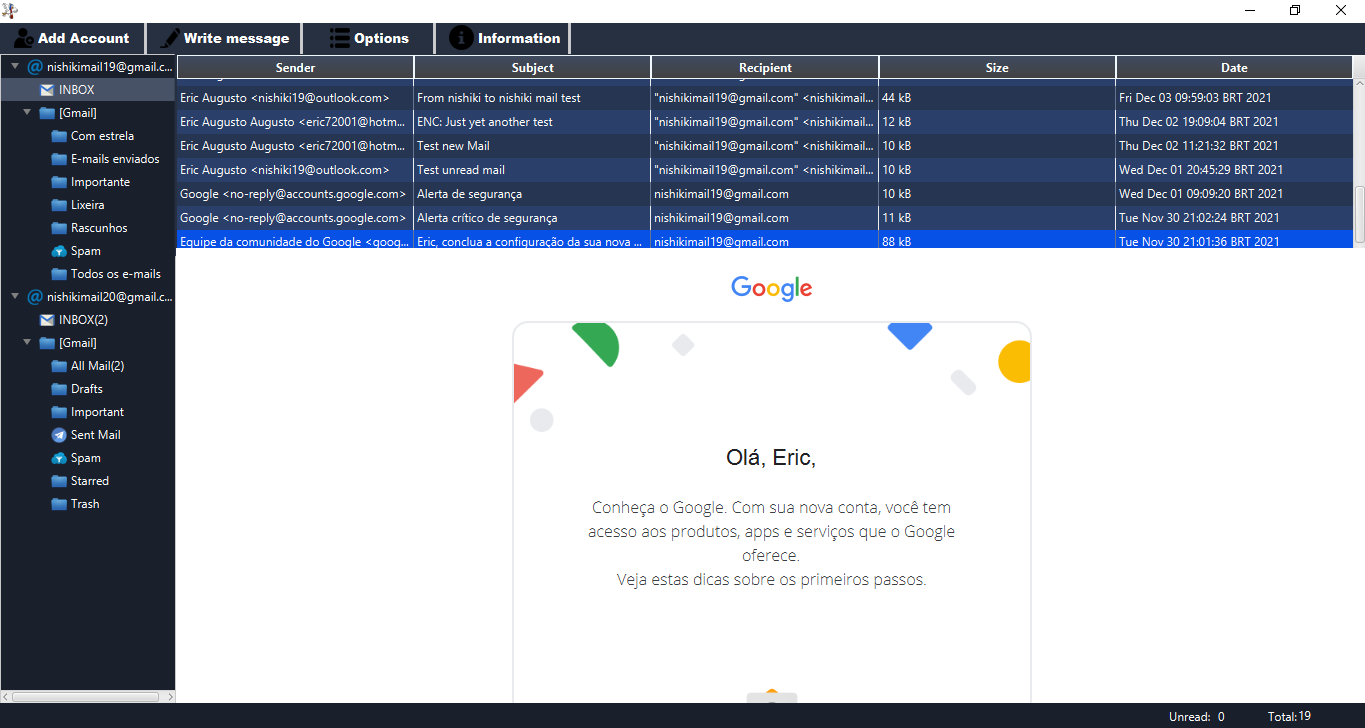 Add Account Write message Options Information
nishikimail19@gmail.c...
INBOX
[Gmail]
Com estrela
E-mails enviados
Importante
Lixeira
Rascunhos
Spam
Todos os e-mails
nishikimail20@gmail.c...
INBOX(2)
[Gmail]
All Mail(2)
Drafts
Important
Sent Mail
Spam
Starred
Trash
Sender Subject Recipient Size Date
Eric Augusto <nishiki19@outlook.com> From nishiki to nishiki mail test "nishikimail19@gmail.com" <nishikimail... 44 kB Fri Dec 03 09:59:03 BRT 2021
Eric Augusto Augusto <eric72001@hotm... ENC: Just yet another test "nishikimail19@gmail.com" <nishikimail... 12 kB Thu Dec 02 19:09:04 BRT 2021
Eric Augusto Augusto <eric72001@hotm... Test new Mail "nishikimail19@gmail.com" <nishikimail... 10 kB Thu Dec 02 11:21:32 BRT 2021
Eric Augusto <nishiki19@outlook.com> Test unread mail "nishikimail19@gmail.com" <nishikimail... 10 kB Wed Dec 01 20:45:29 BRT 2021
Google <no-reply@accounts.google.com> Alerta de segurança nishikimail19@gmail.com 10 kB Wed Dec 01 09:09:20 BRT 2021
Google <no-reply@accounts.google.com> Alerta crítico de segurança nishikimail19@gmail.com 11 kB Tue Nov 30 21:02:24 BRT 2021
Equipe da comunidade do Google <goog... Eric, conclua a configuração da sua nova ... nishikimail19@gmail.com 88 kB Tue Nov 30 21:01:36 BRT 2021
Google
Olá, Eric,
Conheça o Google. Com sua nova conta, você tem
acesso aos produtos, apps e serviços que o Google
oferece.
Veja estas dicas sobre os primeiros passos.
Unread: 0 Total:19